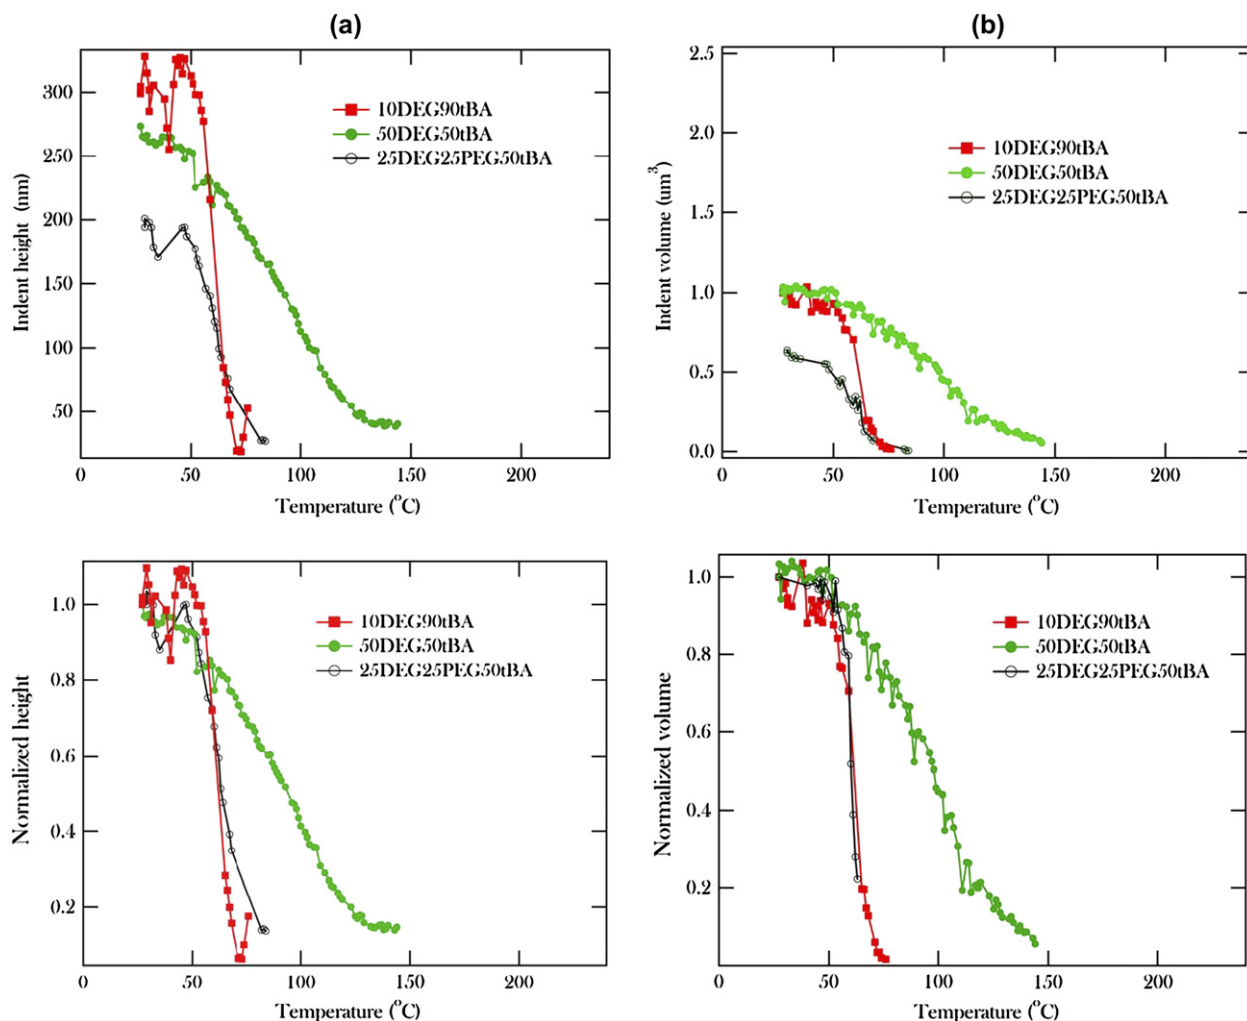 (a)
300
250
200
150
100
50
0
50
100
150
200
Indent height (nm)
Temperature (°C)
10DEG90tBA
50DEG50tBA
25DEG25PEG50tBA
(b)
2.5
2.0
1.5
1.0
0.5
0.0
0
50
100
150
200
Indent volume (um³)
Temperature (°C)
10DEG90tBA
50DEG50tBA
25DEG25PEG50tBA
1.0
0.8
0.6
0.4
0.2
0
50
100
150
200
Normalized height
Temperature (°C)
10DEG90tBA
50DEG50tBA
25DEG25PEG50tBA
1.0
0.8
0.6
0.4
0.2
0
50
100
150
200
Normalized volume
Temperature (°C)
10DEG90tBA
50DEG50tBA
25DEG25PEG50tBA